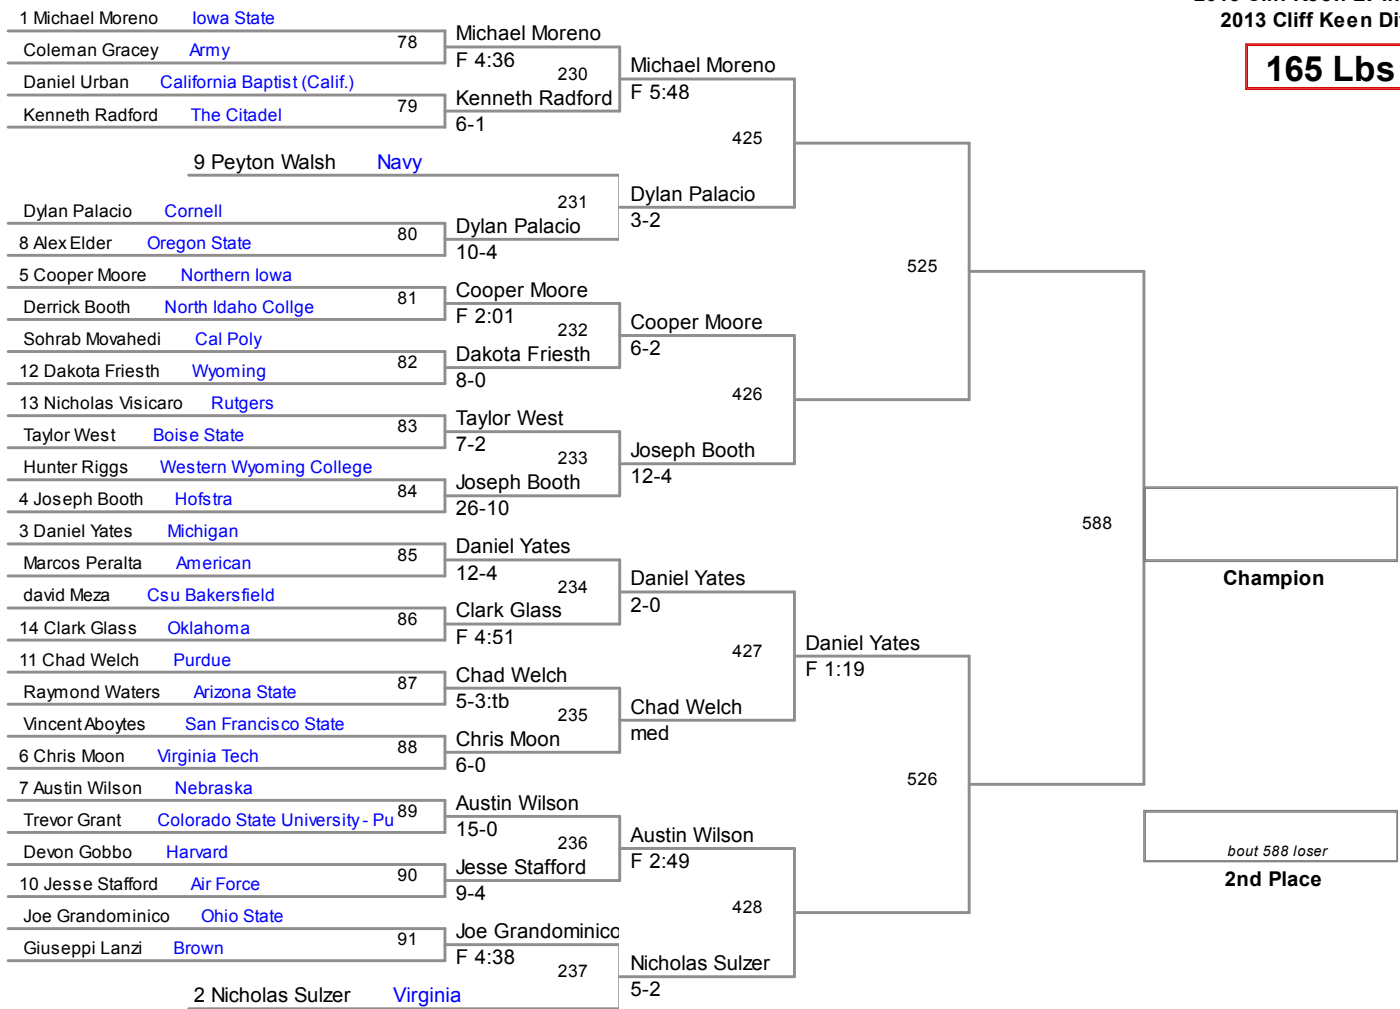 2013 Cliff Keen Di
165 Lbs
1 Michael Moreno Iowa State
Coleman Gracey Army
78
Daniel Urban California Baptist (Calif.)
Kenneth Radford The Citadel
79
9 Peyton Walsh Navy
Dylan Palacio Cornell
8 Alex Elder Oregon State
80
5 Cooper Moore Northern Iowa
Derrick Booth North Idaho Collge
81
Sohrab Movahedi Cal Poly
12 Dakota Friesth Wyoming
82
13 Nicholas Visicaro Rutgers
Taylor West Boise State
83
Hunter Riggs Western Wyoming College
4 Joseph Booth Hofstra
84
3 Daniel Yates Michigan
Marcos Peralta American
85
david Meza Csu Bakersfield
14 Clark Glass Oklahoma
86
11 Chad Welch Purdue
Raymond Waters Arizona State
87
Vincent Aboytes San Francisco State
6 Chris Moon Virginia Tech
88
7 Austin Wilson Nebraska
Trevor Grant Colorado State University - Pu
89
Devon Gobbo Harvard
10 Jesse Stafford Air Force
90
Joe Grandominico Ohio State
Giuseppi Lanzi Brown
91
2 Nicholas Sulzer Virginia
Michael Moreno
F 4:36
230
Kenneth Radford
6-1
231
Dylan Palacio
10-4
Cooper Moore
F 2:01
232
Dakota Friesth
8-0
Taylor West
7-2
233
Joseph Booth
26-10
Daniel Yates
12-4
234
Clark Glass
F 4:51
Chad Welch
5-3:tb
235
Chris Moon
6-0
Austin Wilson
15-0
236
Jesse Stafford
9-4
Joe Grandominico
F 4:38
237
Michael Moreno
F 5:48
425
Dylan Palacio
3-2
Cooper Moore
6-2
426
Joseph Booth
12-4
Daniel Yates
2-0
427
Chad Welch
med
Austin Wilson
F 2:49
428
Nicholas Sulzer
5-2
525
Daniel Yates
F 1:19
526
588
Champion
bout 588 loser
2nd Place